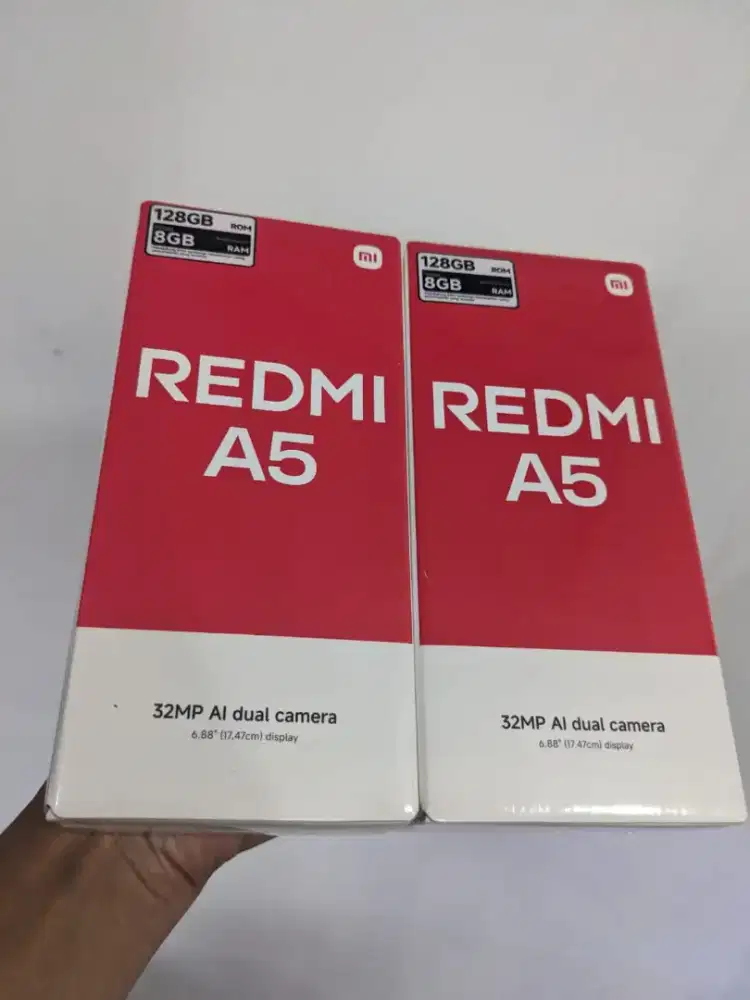 128GB ROM
8GB
RAM
mi
REDMI
A5
32MP AI dual camera
6.88" (17.47cm) display
128GB ROM
8GB
RAM
mi
REDMI
A5
32MP AI dual camera
6.88" (17.47cm) display